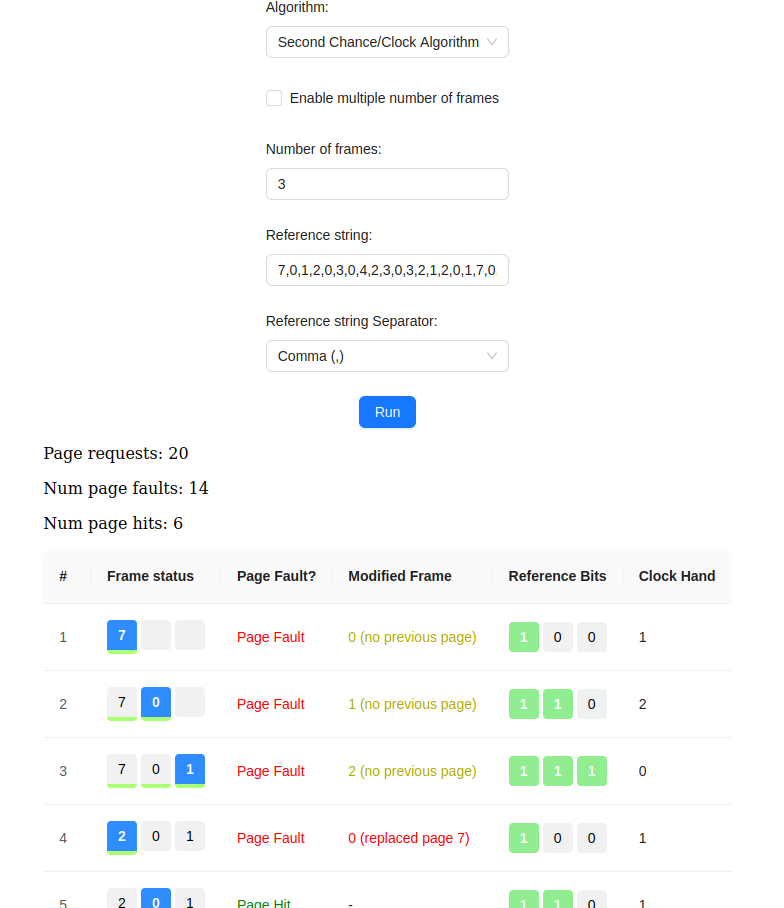 Algorithm:
Second Chance/Clock Algorithm
Enable multiple number of frames
Number of frames:
3
Reference string:
7,0,1,2,0,3,0,4,2,3,0,3,2,1,2,0,1,7,0
Reference string Separator:
Comma (,)
Run
Page requests: 20
Num page faults: 14
Num page hits: 6
# Frame status Page Fault? Modified Frame Reference Bits Clock Hand
1 7 Page Fault 0 (no previous page) 1 0 0 1
2 7 0 Page Fault 1 (no previous page) 1 1 0 2
3 7 0 1 Page Fault 2 (no previous page) 1 1 1 0
4 2 0 1 Page Fault 0 (replaced page 7) 1 0 0 1
5 2 0 1 Page Hit - 1 1 0 1